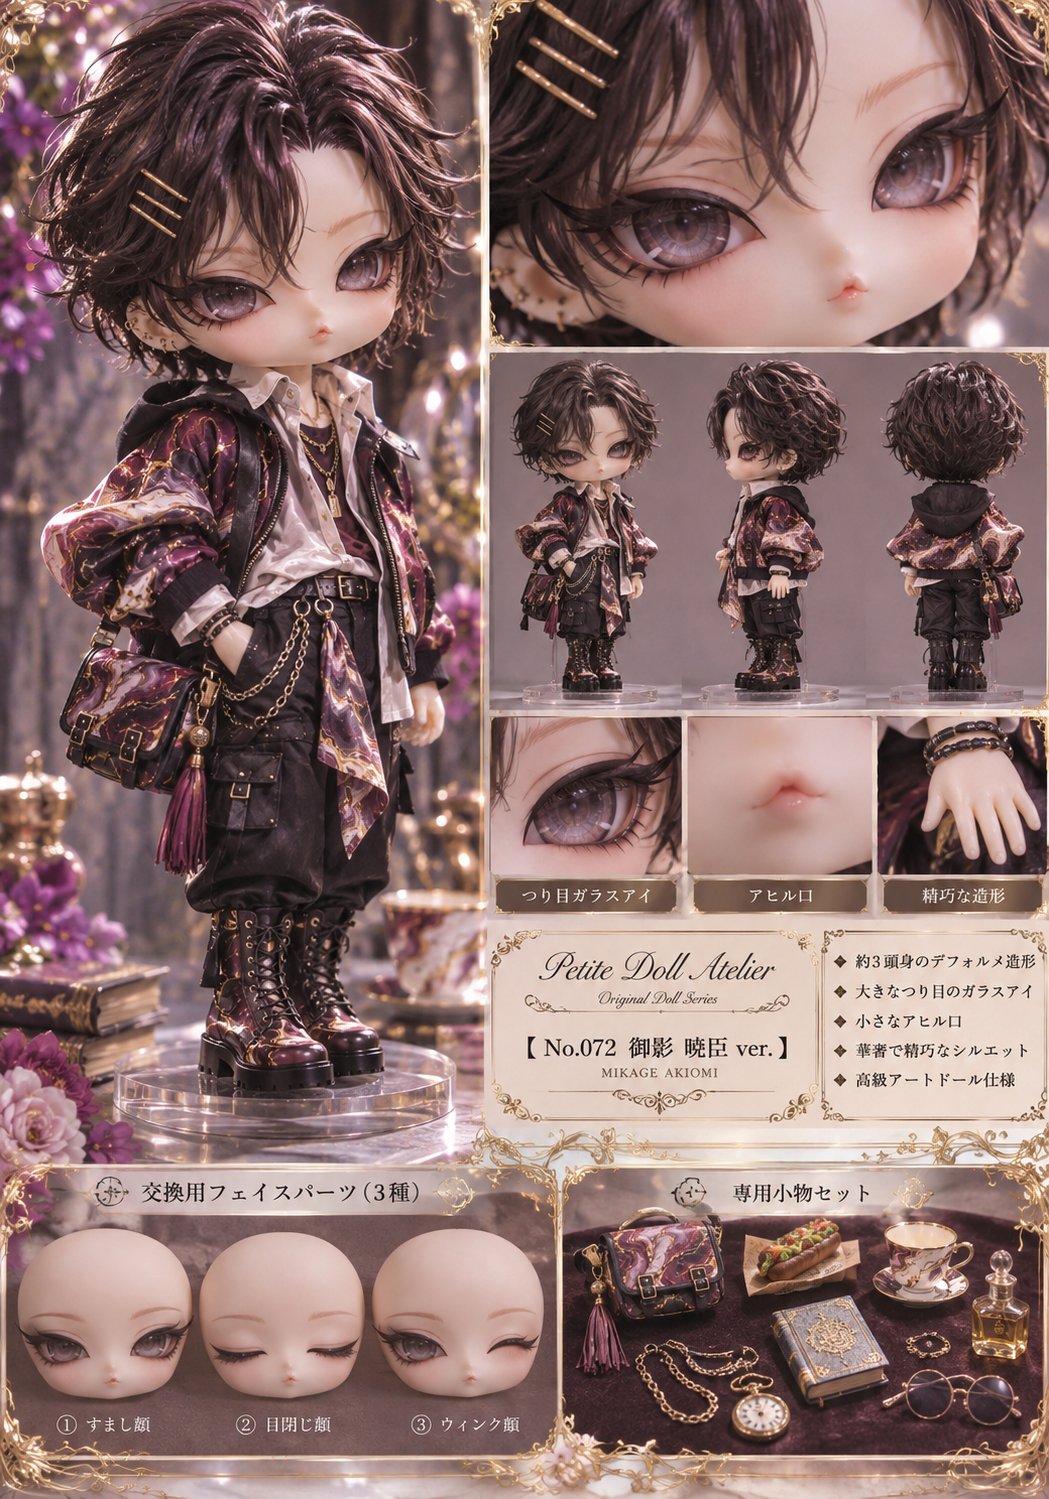 つり目ガラスアイ
アヒル口
精巧な造形
Petite Doll Atelier
Original Doll Series
【 No.072 御影 暁臣 ver.】
MIKAGE AKIOMI
❖ 約3頭身のデフォルメ造形
❖ 大きなつり目のガラスアイ
❖ 小さなアヒル口
❖ 華奢で精巧なシルエット
❖ 高級アートドール仕様
交換用フェイスパーツ(3種)
① すまし顔
② 目閉じ顔
③ ウィンク顔
専用小物セット